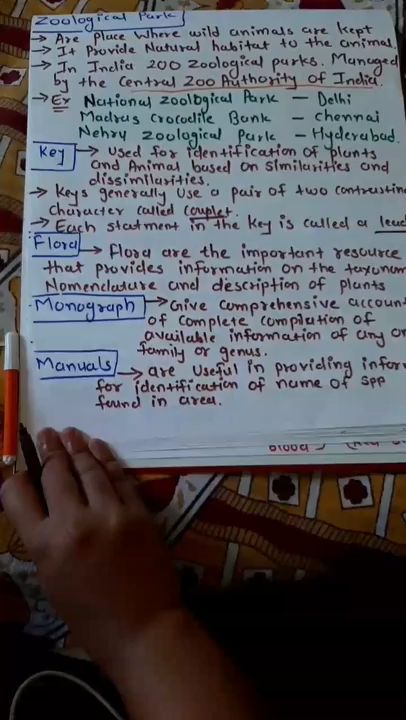 Zoological Park
→ Are Place Where wild animals are kept
→ It Provide Natural habitat to the animal.
→ In India 200 Zoological parks. Managed
by the Central Zoo Authority of India.
→ Ex National Zoological Park – Delhi
Madras crocodile Bank – chennai
Nehry Zoological Park – Hyderabad.
Key → Used for identification of plants
and Animal based on similarities and
dissimilarities.
→ Keys generally Use a pair of two contrasting
character called couplet.
→ Each statment in the key is called a lead
Flora → Flora are the important resource
that provides information on the taxonom
Nomenclature and description of plants
Monograph → Give comprehensive account
of complete compilation of
available information of any or
family or genus.
Manuals → are Useful in providing infor
for identification of name of spp
found in area.